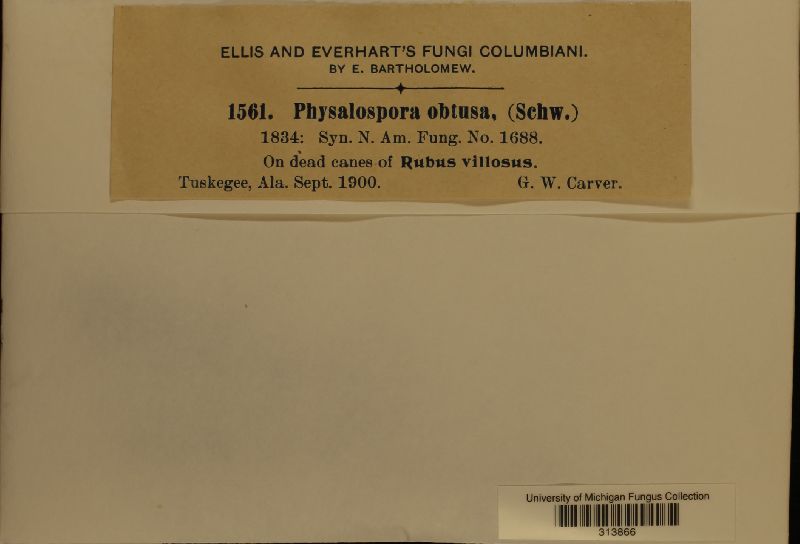 ELLIS AND EVERHART'S FUNGI COLUMBIANI.
BY E. BARTHOLOMEW.
1561. Physalospora obtusa, (Schw.)
1834: Syn. N. Am. Fung. No. 1688.
On dead canes of Rubus villosus.
Tuskegee, Ala. Sept. 1900. G. W. Carver.
University of Michigan Fungus Collection
313866